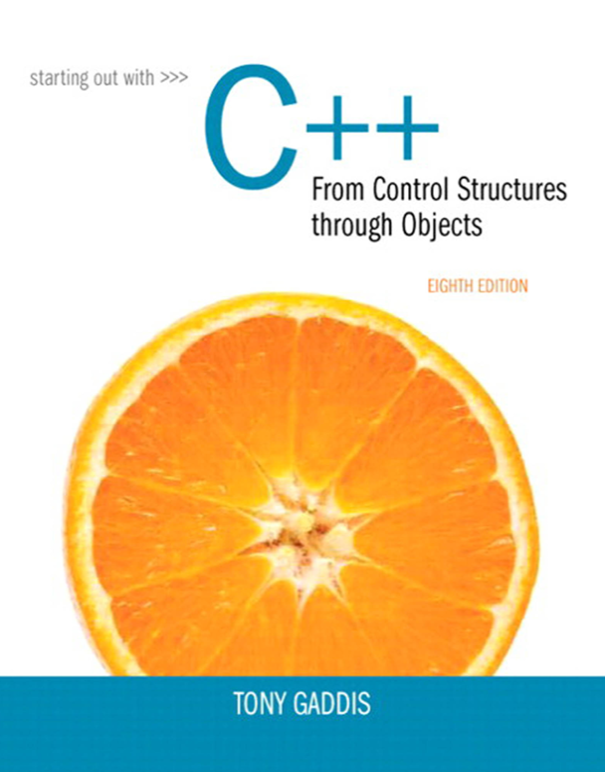 starting out with >>>
C++
From Control Structures
through Objects
EIGHTH EDITION
TONY GADDIS